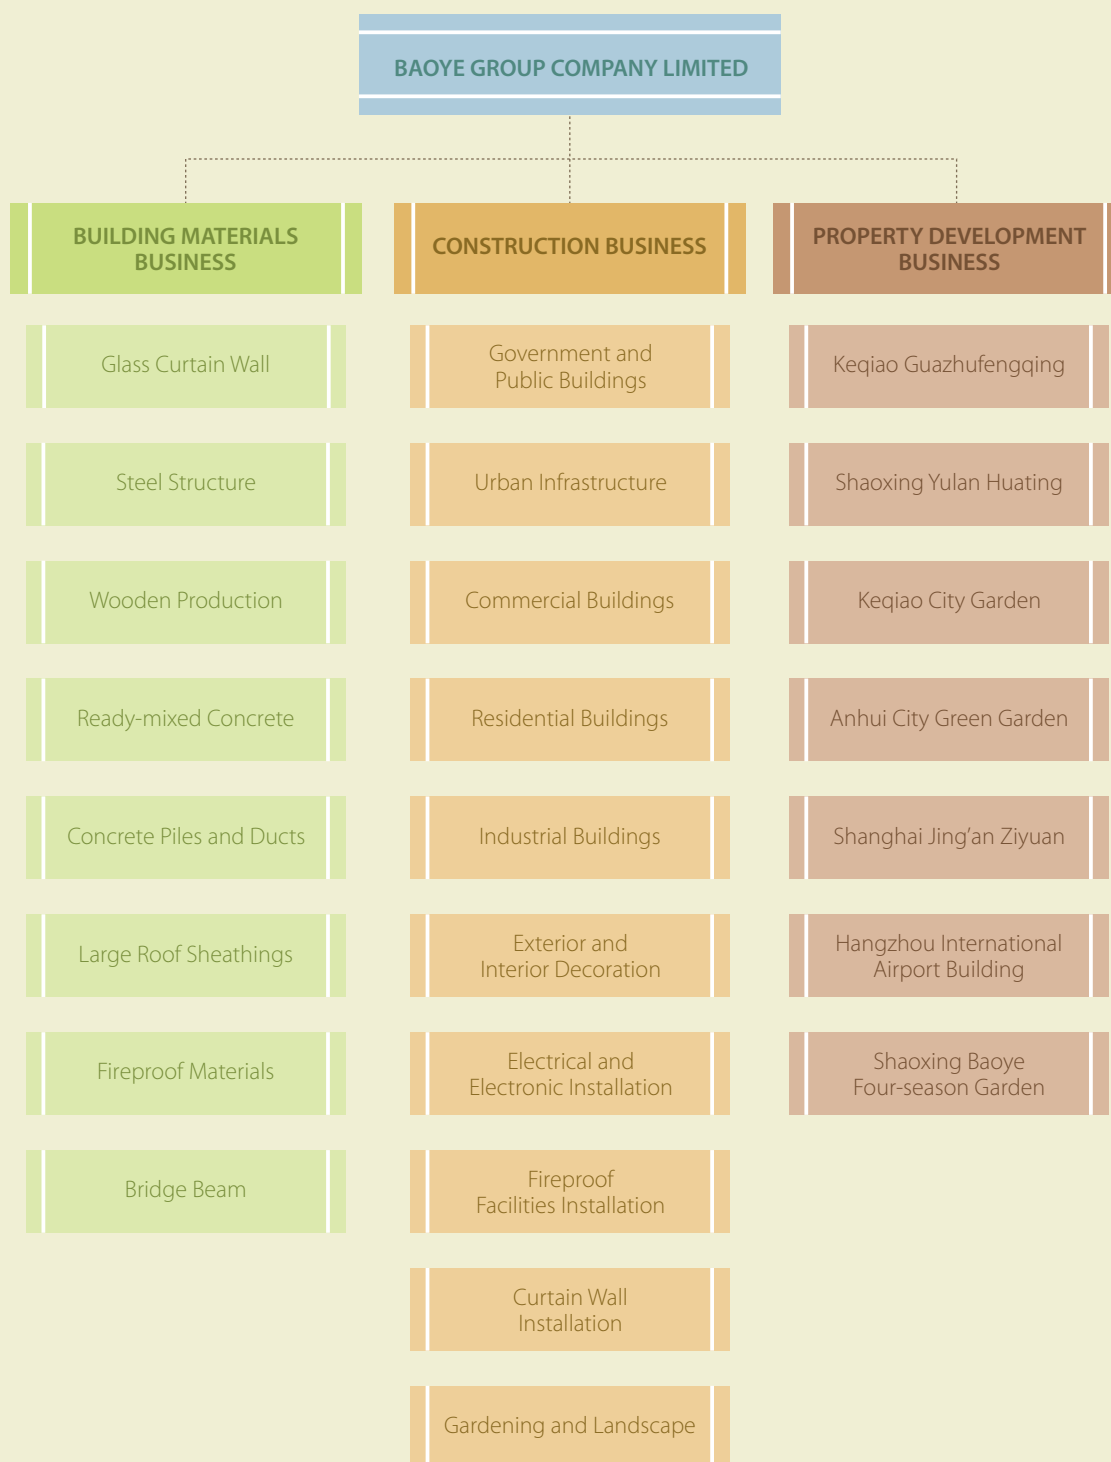 BAOYE GROUP COMPANY LIMITED
BUILDING MATERIALS
BUSINESS
Glass Curtain Wall
Steel Structure
Wooden Production
Ready-mixed Concrete
Concrete Piles and Ducts
Large Roof Sheathings
Fireproof Materials
Bridge Beam
CONSTRUCTION BUSINESS
Government and
Public Buildings
Urban Infrastructure
Commercial Buildings
Residential Buildings
Industrial Buildings
Exterior and
Interior Decoration
Electrical and
Electronic Installation
Fireproof
Facilities Installation
Curtain Wall
Installation
Gardening and Landscape
PROPERTY DEVELOPMENT
BUSINESS
Keqiao Guazhufengqing
Shaoxing Yulan Huating
Keqiao City Garden
Anhui City Green Garden
Shanghai Jing’an Ziyuan
Hangzhou International
Airport Building
Shaoxing Baoye
Four-season Garden